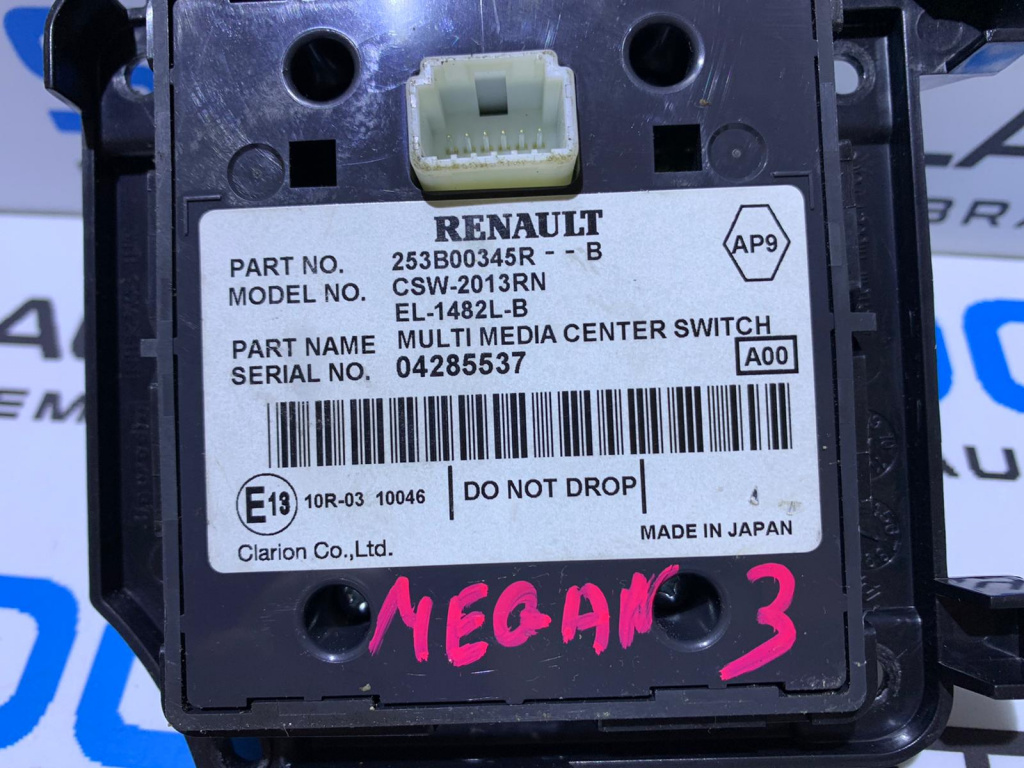 RENAULT
PART NO. 253B00345R - - B
AP9
MODEL NO. CSW-2013RN
EL-1482L-B
PART NAME MULTI MEDIA CENTER SWITCH
SERIAL NO. 04285537
A00
E13 10R-03 10046 DO NOT DROP
MADE IN JAPAN
Clarion Co.,Ltd.
MEGAN 3